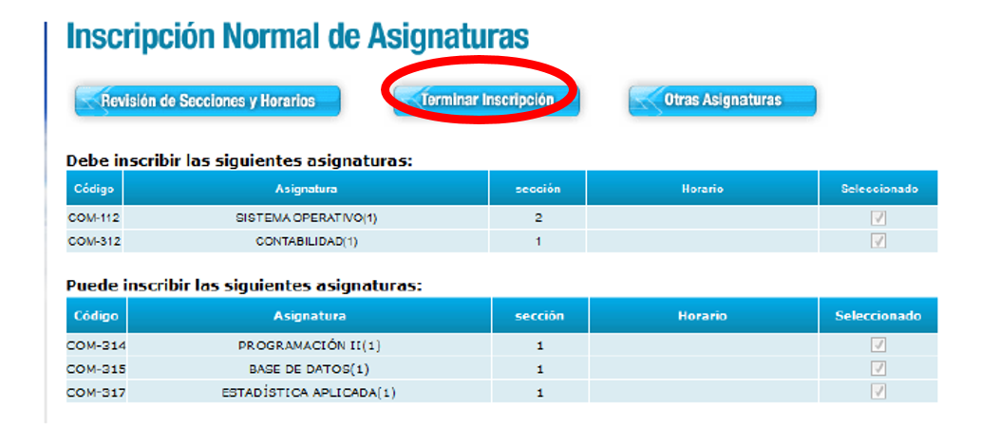 Inscripción Normal de Asignaturas
Revisión de Secciones y Horarios Terminar Inscripción Otras Asignaturas
Debe inscribir las siguientes asignaturas:
Código Asignatura sección Horario Seleccionado
COM-112 SISTEMA OPERATIVO(1) 2
COM-312 CONTABILIDAD(1) 1
Puede inscribir las siguientes asignaturas:
Código Asignatura sección Horario Seleccionado
COM-314 PROGRAMACIÓN II(1) 1
COM-315 BASE DE DATOS(1) 1
COM-317 ESTADÍSTICA APLICADA(1) 1